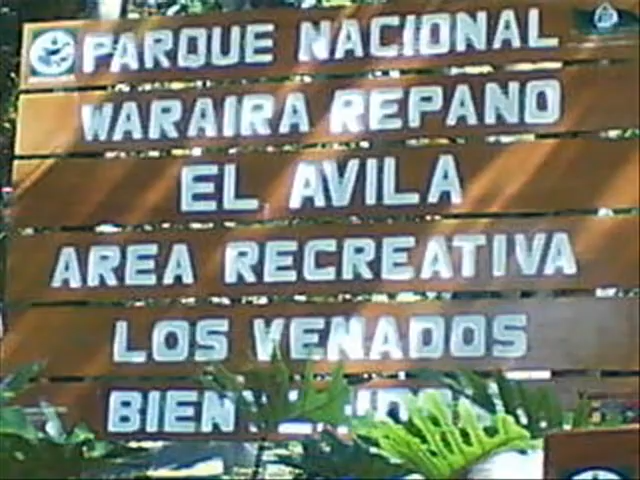 PARQUE NACIONAL
WARAIRA REPANO
EL AVILA
AREA RECREATIVA
LOS VENADOS